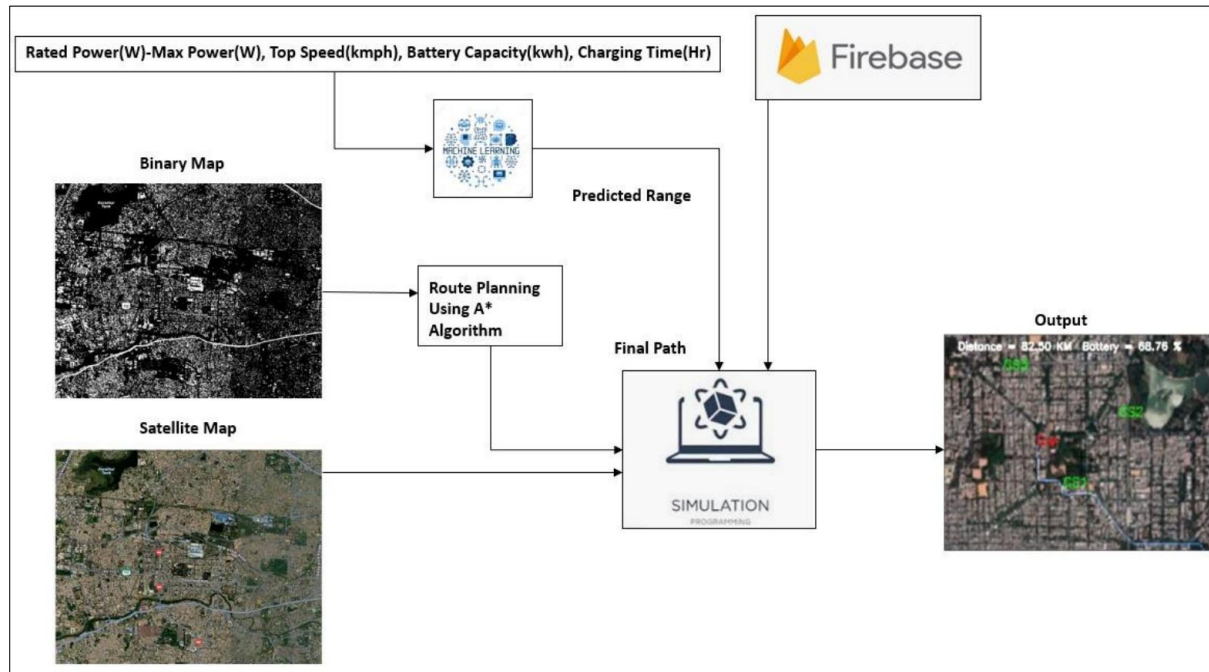 Rated Power(W)-Max Power(W), Top Speed(kmph), Battery Capacity(kwh), Charging Time(Hr)
Firebase
MACHINE LEARNING
Binary Map
Predicted Range
Route Planning
Using A*
Algorithm
Final Path
Output
Distance = 82.50 KM Battery = 68.76 %
CS2
CS1
Satellite Map
SIMULATION
PROGRAMMING